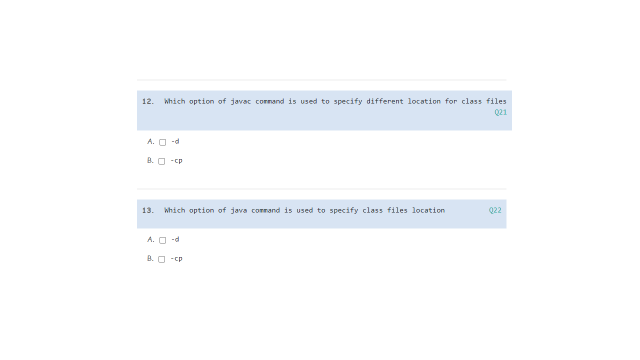 12. Which option of javac command is used to specify different location for class files
Q21
A. -d
B. -cp
13. Which option of java command is used to specify class files location Q22
A. -d
B. -cp